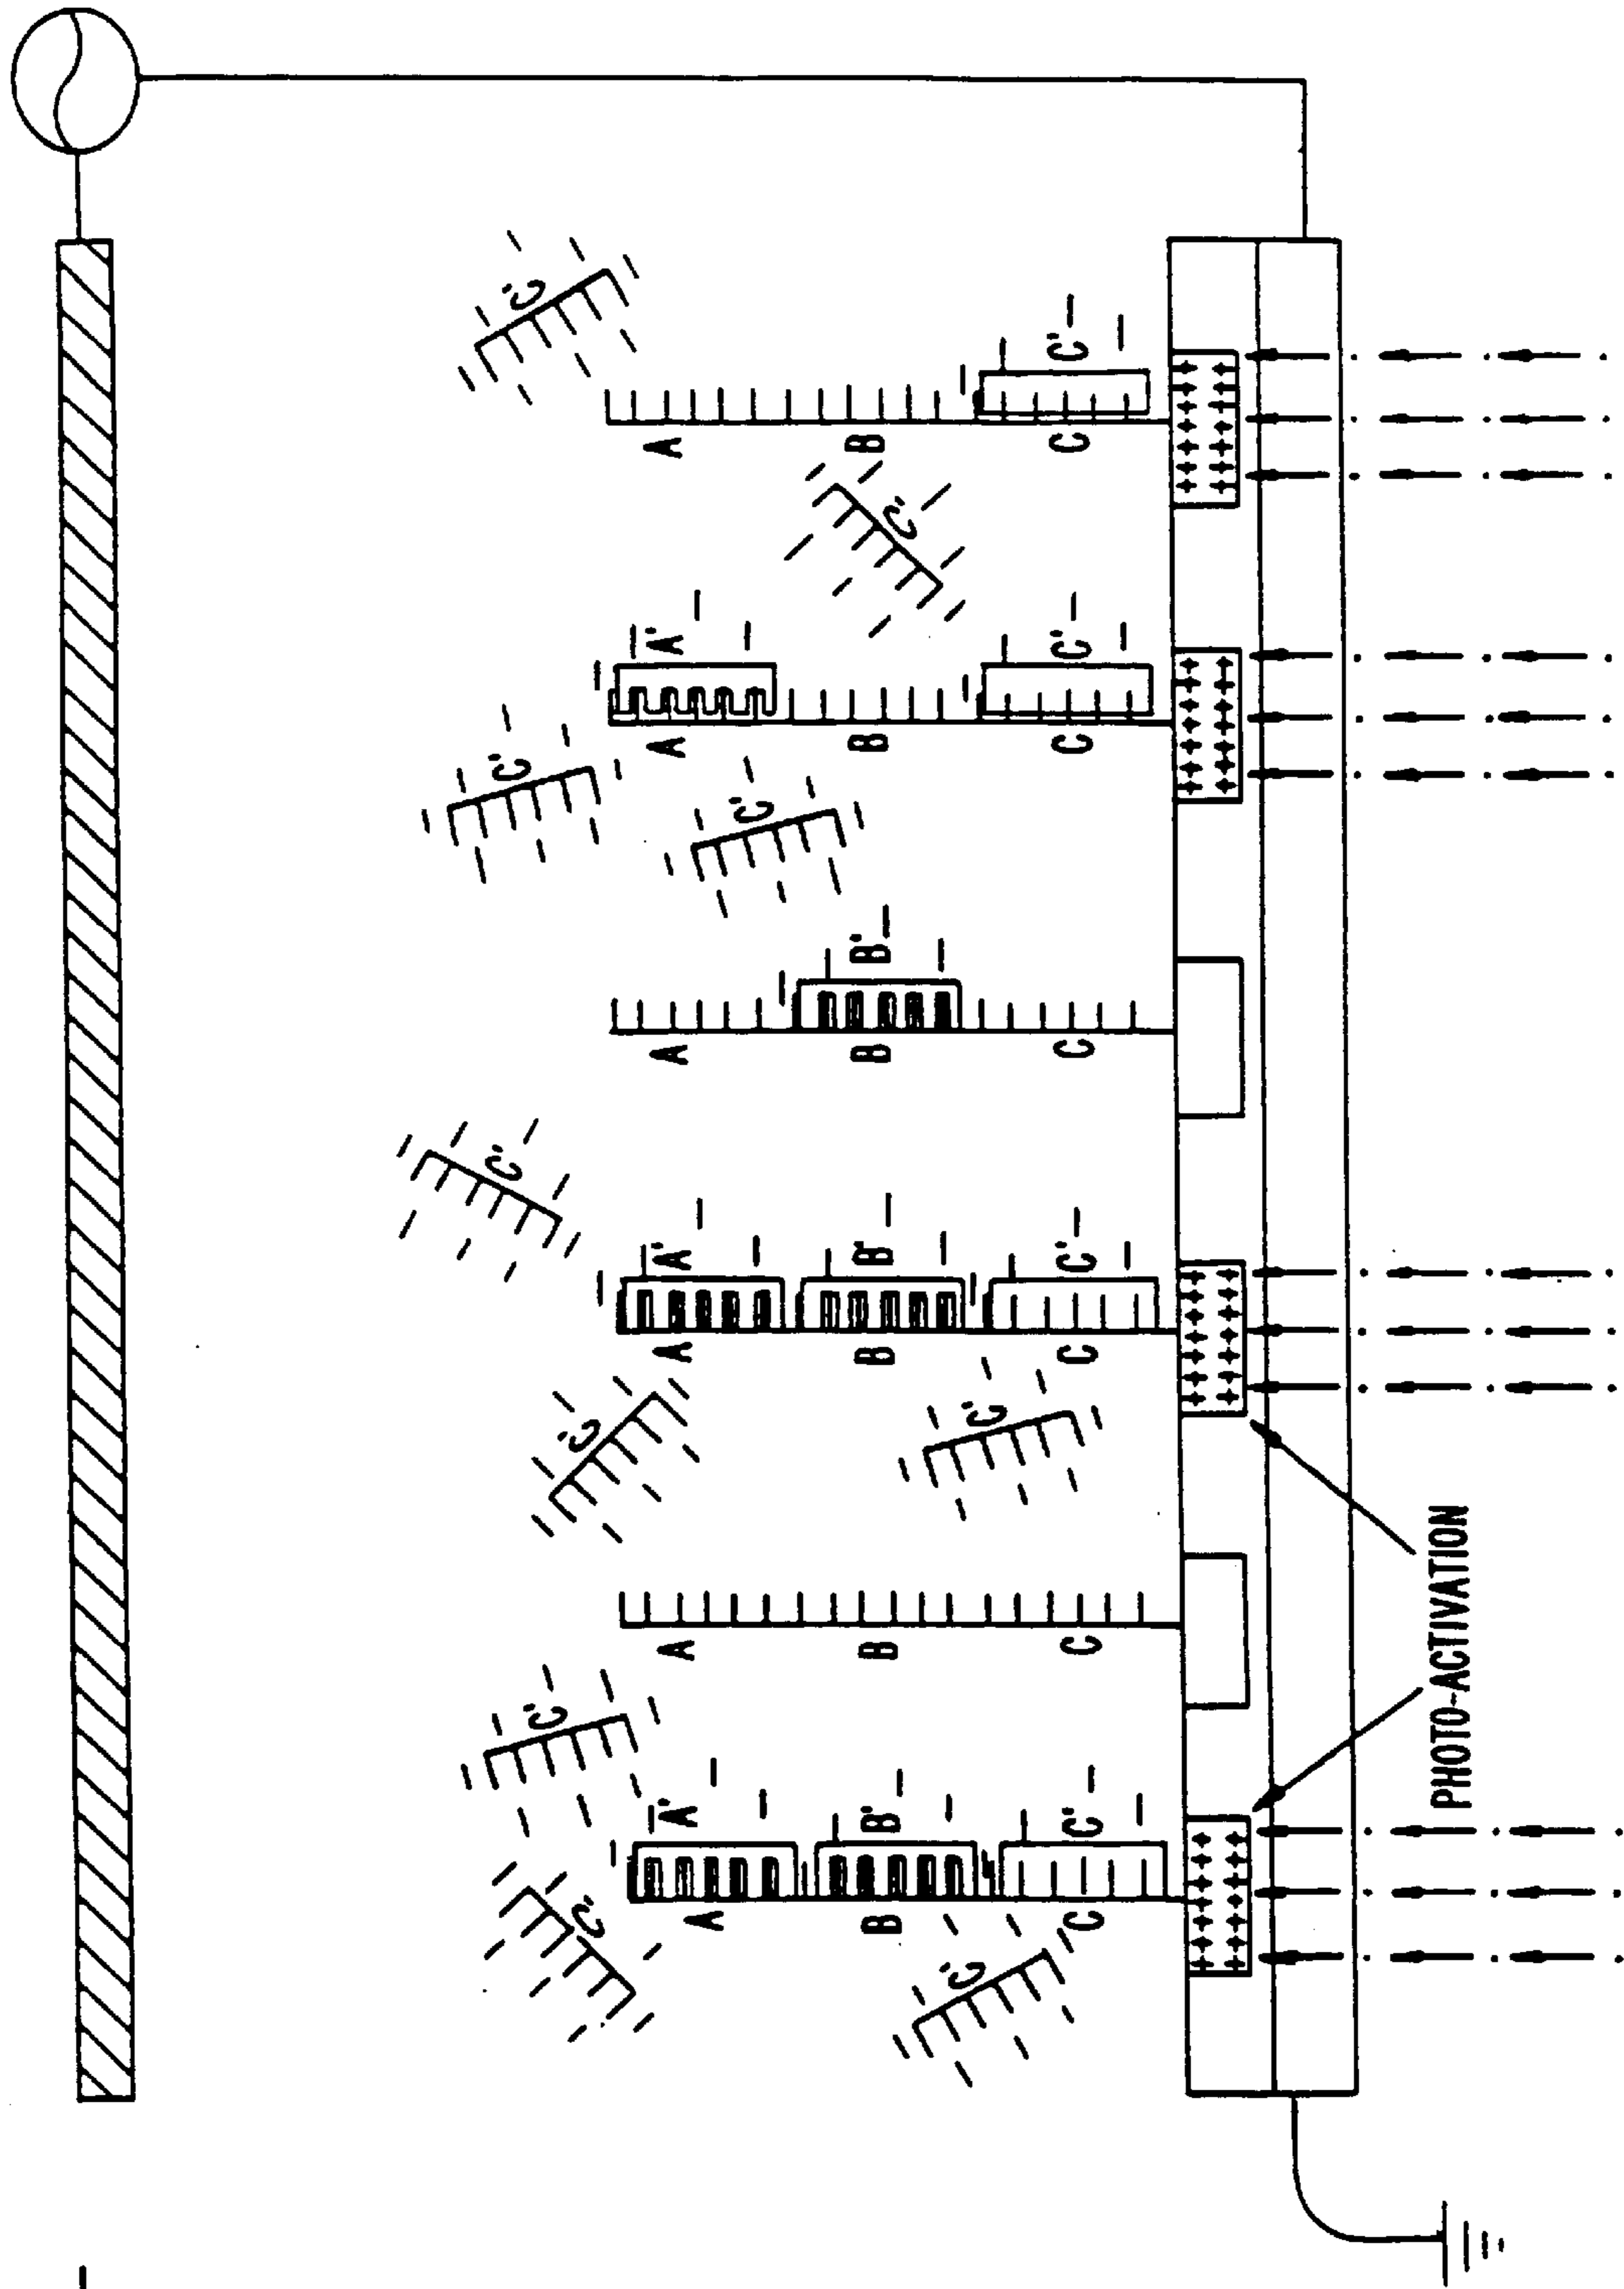 C' C' C' C' C' C'
A A' A A A' A A A' A
C'
B B' B B B' B B' B C' B
C' C'
C C' C C C' C C C' C C'
PHOTO-ACTIVATION